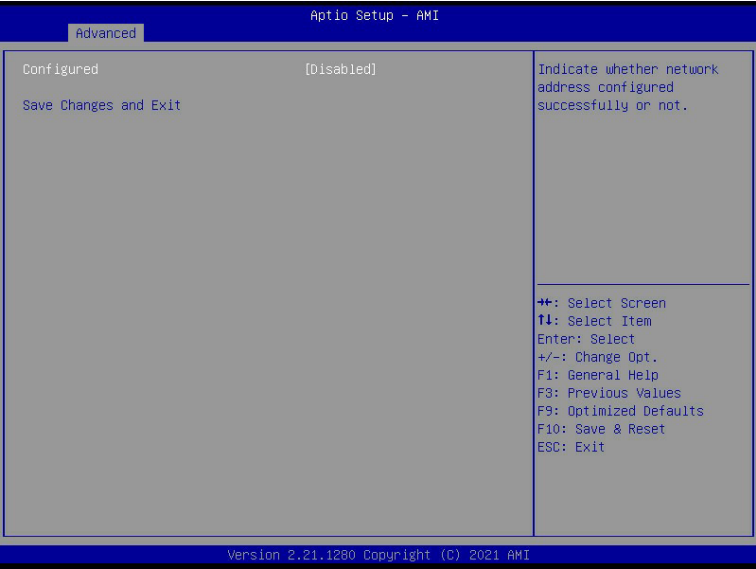 Aptio Setup – AMI
Advanced
Configured [Disabled]
Save Changes and Exit
Indicate whether network
address configured
successfully or not.
→←: Select Screen
↑↓: Select Item
Enter: Select
+/-: Change Opt.
F1: General Help
F3: Previous Values
F9: Optimized Defaults
F10: Save & Reset
ESC: Exit
Version 2.21.1280 Copyright (C) 2021 AMI